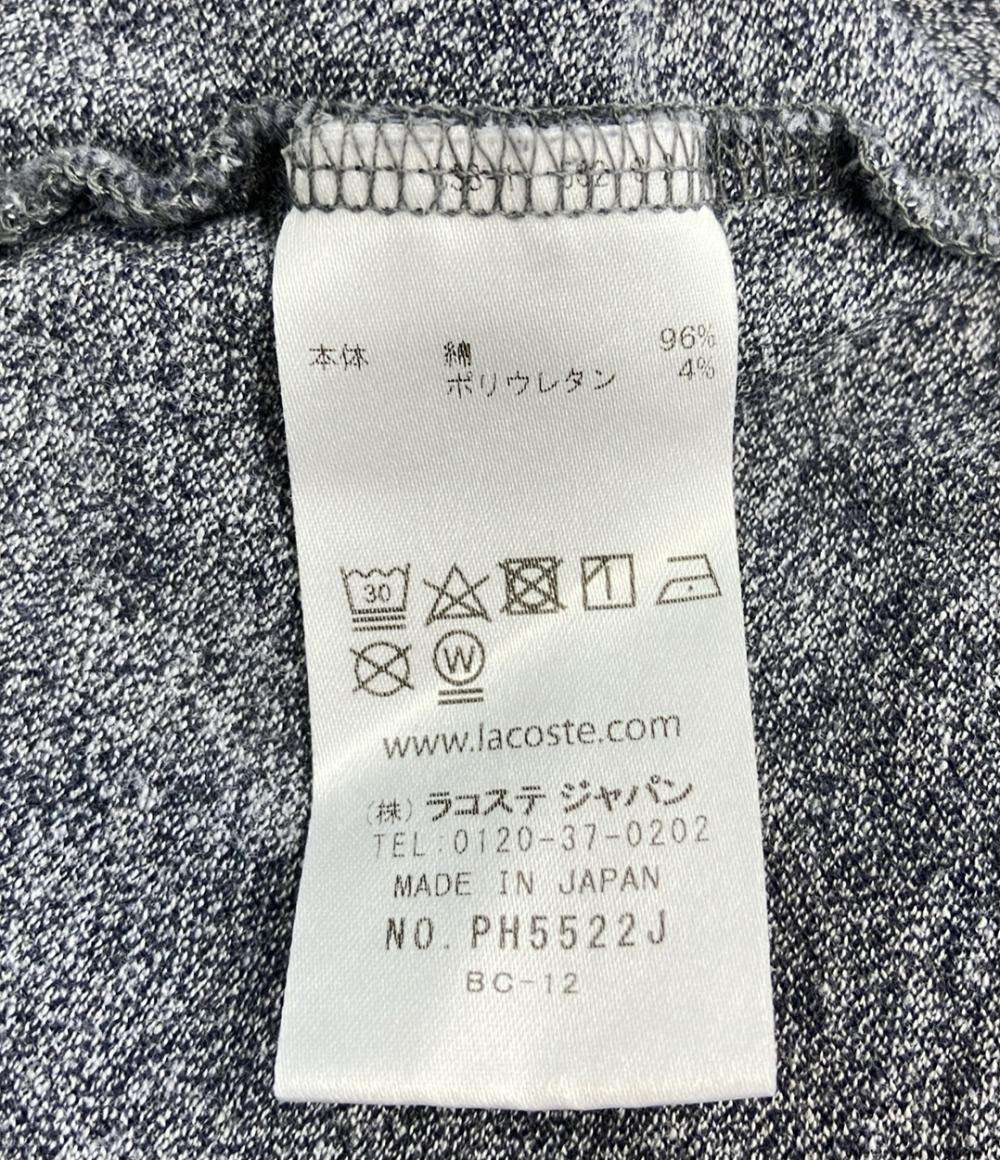 本体 綿 96%
ポリウレタン 4%
30
W
www.lacoste.com
(株) ラコステ ジャパン
TEL:0120-37-0202
MADE IN JAPAN
NO. PH5522J
BC-12